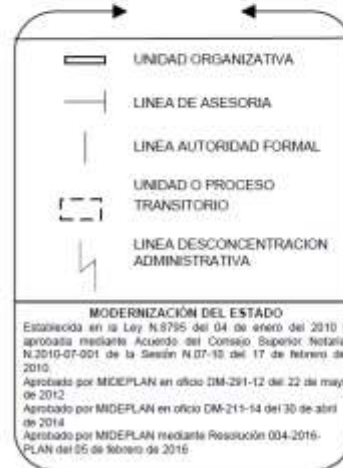 UNIDAD ORGANIZATIVA
LINEA DE ASESORIA
LINEA AUTORIDAD FORMAL
UNIDAD O PROCESO
TRANSITORIO
LINEA DESCONCENTRACION
ADMINISTRATIVA
MODERNIZACIÓN DEL ESTADO
Establecida en la Ley N.8795 del 04 de enero del 2010
aprobada mediante Acuerdo del Consejo Superior Notaria
N.2010-07-001 de la Sesión N.07-10 del 17 de febrero de
2010.
Aprobado por MIDEPLAN en oficio DM-291-12 del 22 de may
de 2012
Aprobado por MIDEPLAN en oficio DM-211-14 del 30 de abril
de 2014
Aprobado por MIDEPLAN mediante Resolución 004-2016-
PLAN del 05 de febrero de 2016